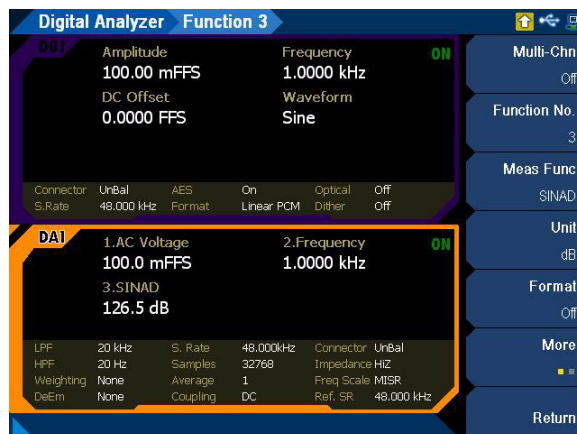 Digital Analyzer Function 3
DG1
Amplitude Frequency ON
100.00 mFFS 1.0000 kHz
DC Offset Waveform
0.0000 FFS Sine
Connector UnBal AES On Optical Off
S.Rate 48.000 kHz Format Linear PCM Dither Off
DA1
1.AC Voltage 2.Frequency ON
100.0 mFFS 1.0000 kHz
3.SINAD
126.5 dB
LPF 20 kHz S. Rate 48.000kHz Connector UnBal
HPF 20 Hz Samples 32768 Impedance HiZ
Weighting None Average 1 Freq Scale MISR
DeEm None Coupling DC Ref. SR 48.000 kHz
Multi-Chn
Off
Function No.
3
Meas Func
SINAD
Unit
dB
Format
Off
More
Return